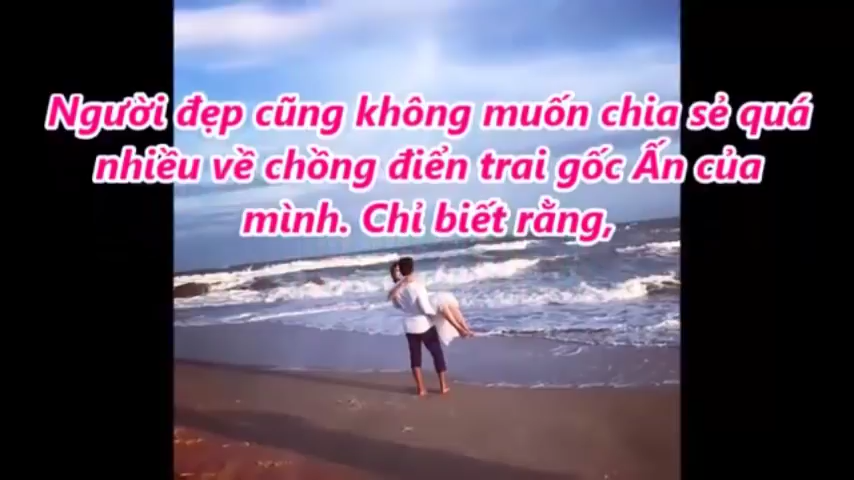 Người đẹp cũng không muốn chia sẻ quá
nhiều về chồng điển trai gốc Ấn của
mình. Chỉ biết rằng,